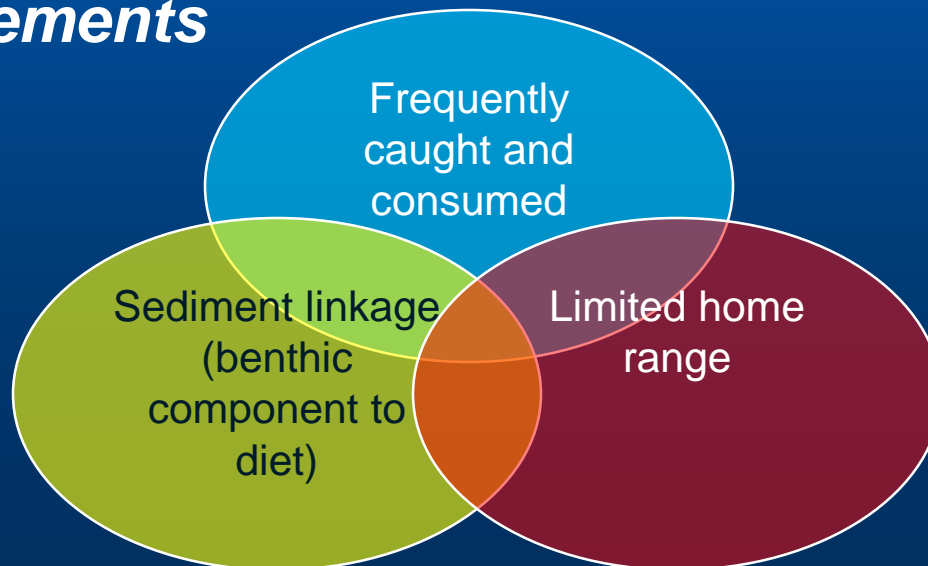 ements
Frequently
caught and
consumed
Sediment linkage
(benthic
component to
diet)
Limited home
range